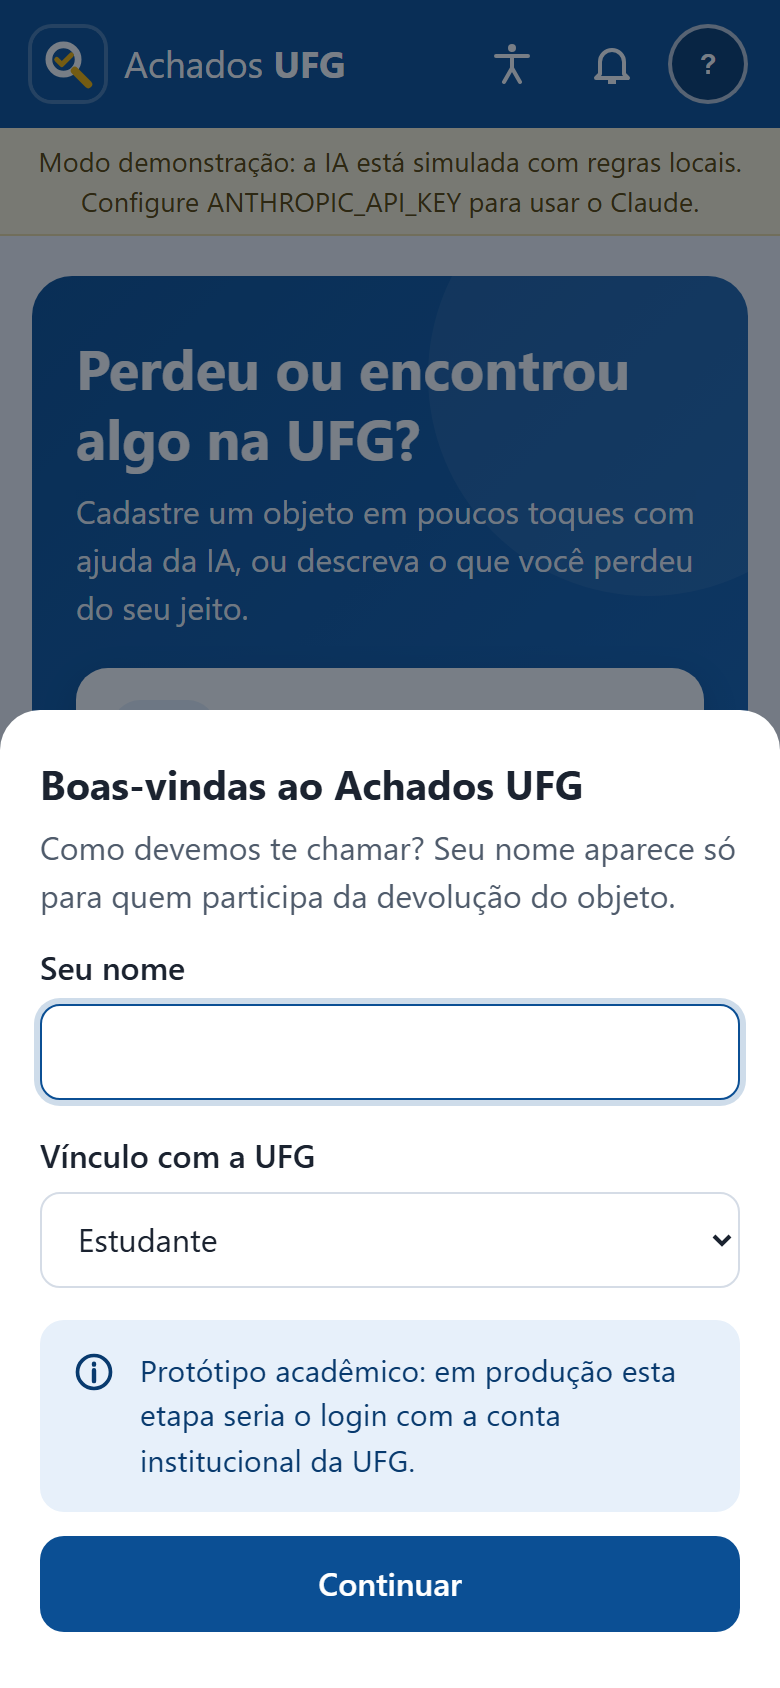 Achados UFG
?
Modo demonstração: a IA está simulada com regras locais.
Configure ANTHROPIC_API_KEY para usar o Claude.
Perdeu ou encontrou
algo na UFG?
Cadastre um objeto em poucos toques com
ajuda da IA, ou descreva o que você perdeu
do seu jeito.
Boas-vindas ao Achados UFG
Como devemos te chamar? Seu nome aparece só
para quem participa da devolução do objeto.
Seu nome
Vínculo com a UFG
Estudante
Protótipo acadêmico: em produção esta
etapa seria o login com a conta
institucional da UFG.
Continuar